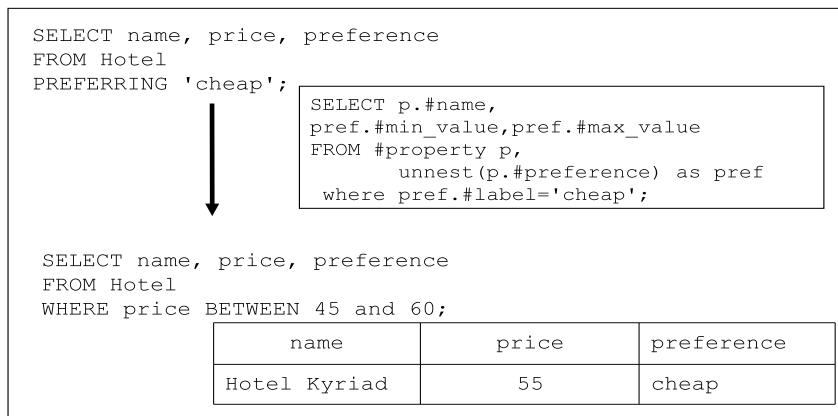 SELECT name, price, preference
FROM Hotel
PREFERRING 'cheap';
SELECT p.#name,
pref.#min_value,pref.#max_value
FROM #property p,
unnest(p.#preference) as pref
where pref.#label='cheap';
SELECT name, price, preference
FROM Hotel
WHERE price BETWEEN 45 and 60;
name price preference
Hotel Kyriad 55 cheap